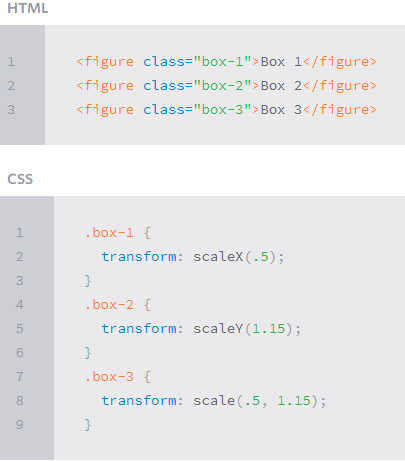 HTML
1 <figure class="box-1">Box 1</figure>
2 <figure class="box-2">Box 2</figure>
3 <figure class="box-3">Box 3</figure>
CSS
1 .box-1 {
2   transform: scaleX(.5);
3 }
4 .box-2 {
5   transform: scaleY(1.15);
6 }
7 .box-3 {
8   transform: scale(.5, 1.15);
9 }